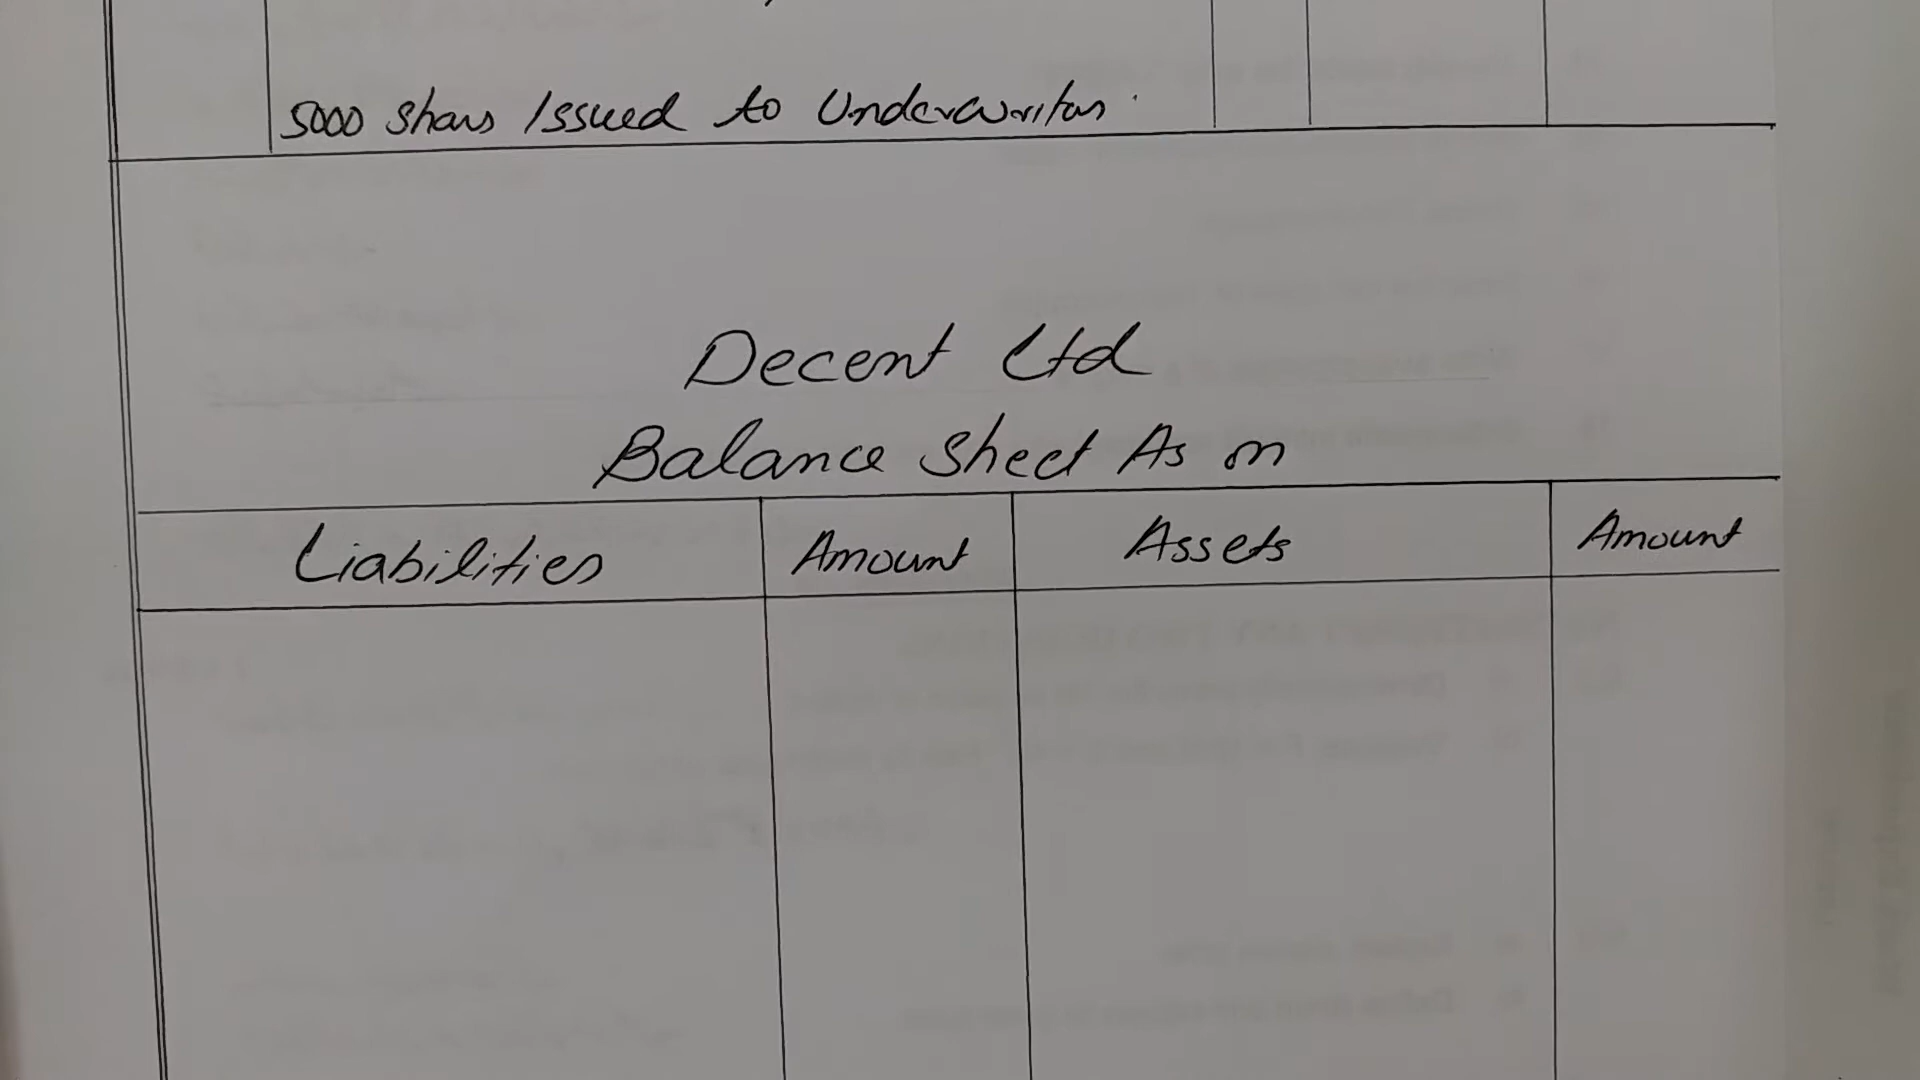 5000 Shares Issued to Underwriters.
Decent Ltd
Balance Sheet As on
Liabilities Amount Assets Amount